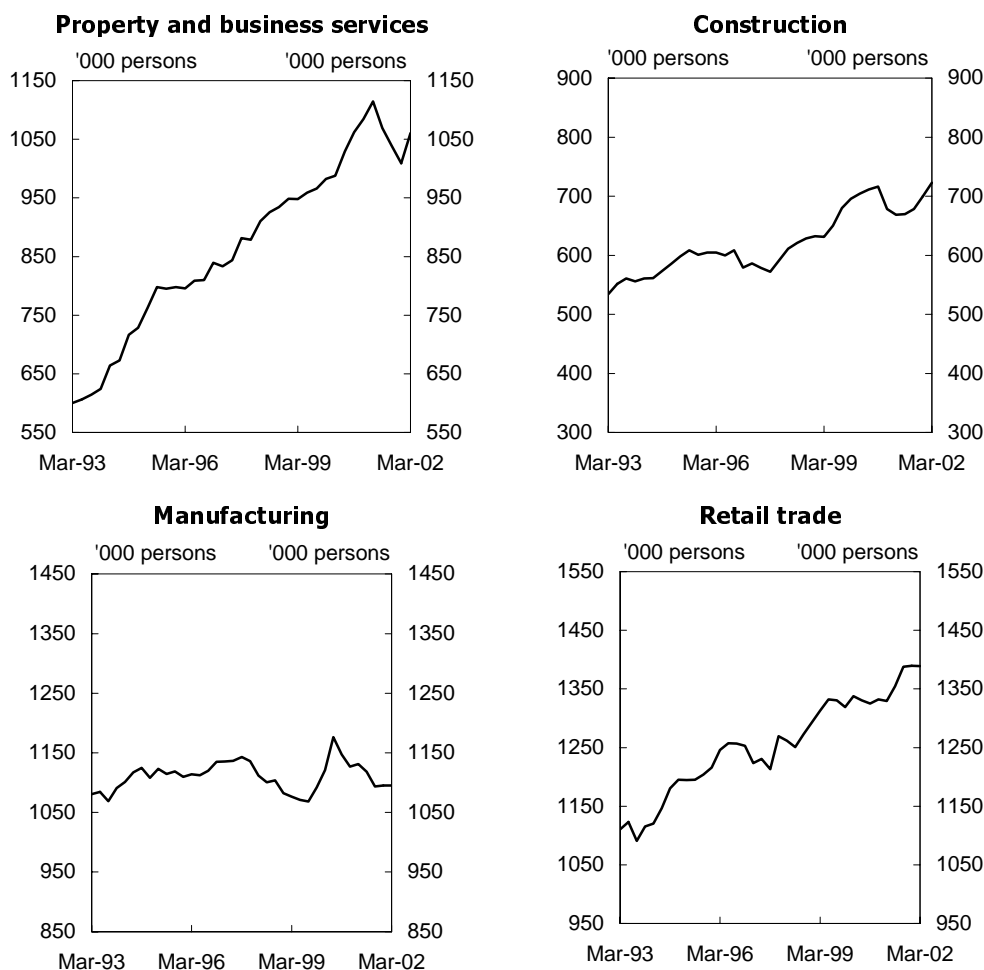 Property and business services
'000 persons '000 persons
1150 1150
1050 1050
950 950
850 850
750 750
650 650
550 550
Mar-93 Mar-96 Mar-99 Mar-02
Construction
'000 persons '000 persons
900 900
800 800
700 700
600 600
500 500
400 400
300 300
Mar-93 Mar-96 Mar-99 Mar-02
Manufacturing
'000 persons '000 persons
1450 1450
1350 1350
1250 1250
1150 1150
1050 1050
950 950
850 850
Mar-93 Mar-96 Mar-99 Mar-02
Retail trade
'000 persons '000 persons
1550 1550
1450 1450
1350 1350
1250 1250
1150 1150
1050 1050
950 950
Mar-93 Mar-96 Mar-99 Mar-02